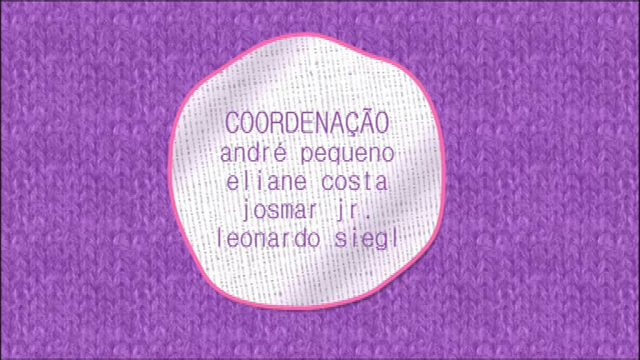 COORDENAÇÃO
andré pequeno
eliane costa
josmar jr.
leonardo siegl